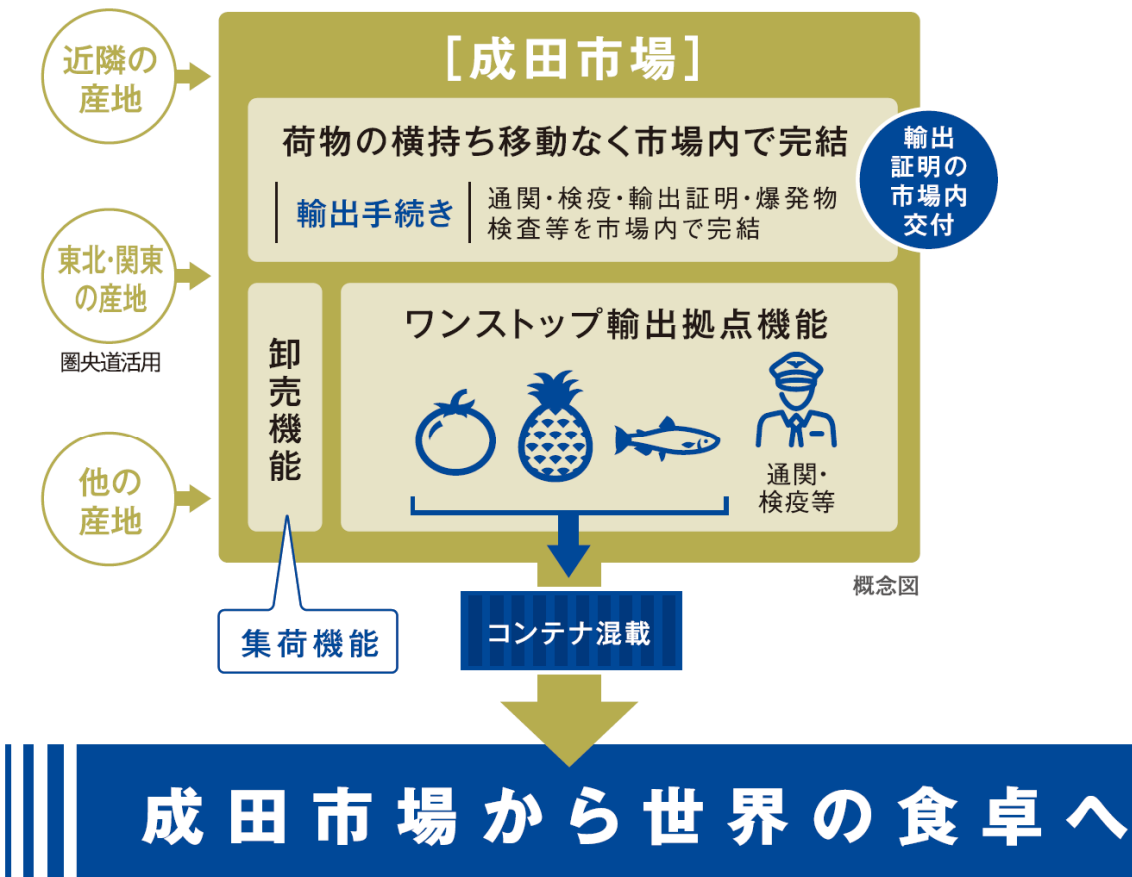 近隣の
産地
東北・関東
の産地
圏央道活用
他の
産地
［成田市場］
荷物の横持ち移動なく市場内で完結
輸出手続き
通関・検疫・輸出証明・爆発物
検査等を市場内で完結
輸出
証明の
市場内
交付
卸売機能
集荷機能
ワンストップ輸出拠点機能
通関・
検疫等
概念図
コンテナ混載
成田市場から世界の食卓へ